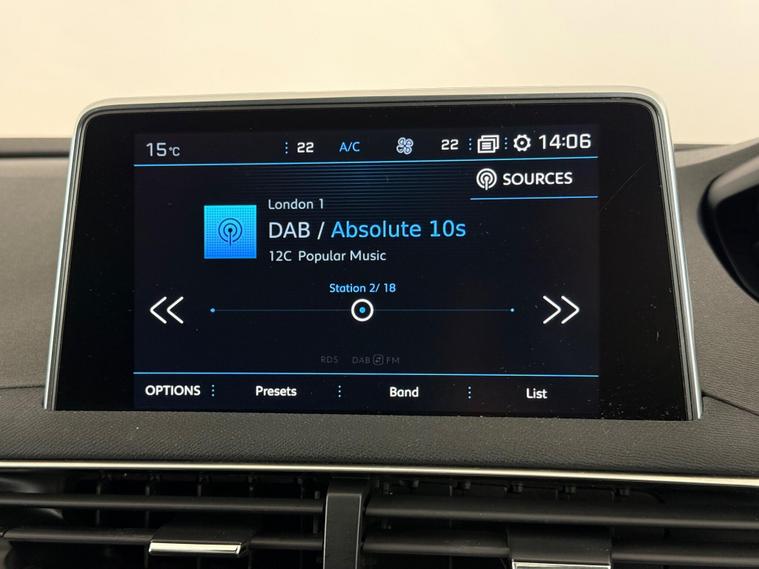 15°C 22 A/C 22 14:06
SOURCES
London 1
DAB / Absolute 10s
12C Popular Music
Station 2/ 18
RDS DAB FM
OPTIONS Presets Band List